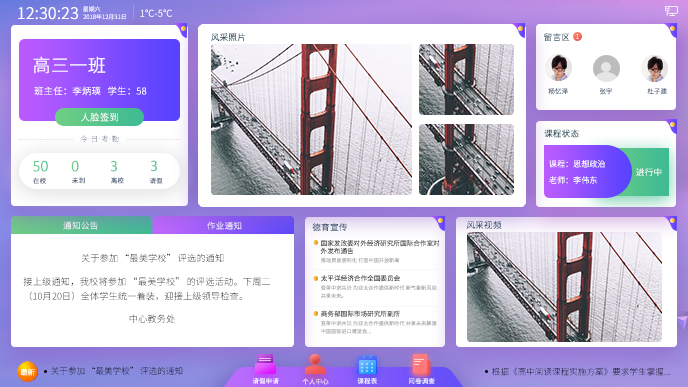 12:30:23 星期六 2018年12月31日 1℃-5℃
高三一班
班主任：李炳瑛 学生：58
人脸签到
今日考勤
50 0 3 3
在校 未到 离校 请假
风采照片
留言区 1
杨忆泽 张宇 杜子建
课程状态
课程：思想政治
老师：李伟东
进行中
通知公告 作业通知
关于参加“最美学校”评选的通知
接上级通知，我校将参加“最美学校”的评选活动。下周二
（10月20日）全体学生统一着装，迎接上级领导检查。
中心教务处
德育宣传
国家发改委对外经济研究所国际合作室对
外发布通告
太平洋经济合作全国委员会
商务部国际市场研究所副所
风采视频
最新 关于参加“最美学校”评选的通知
请假申请 个人中心 课程表 问卷调查
根据《高中阅读课程实施方案》要求学生掌握...